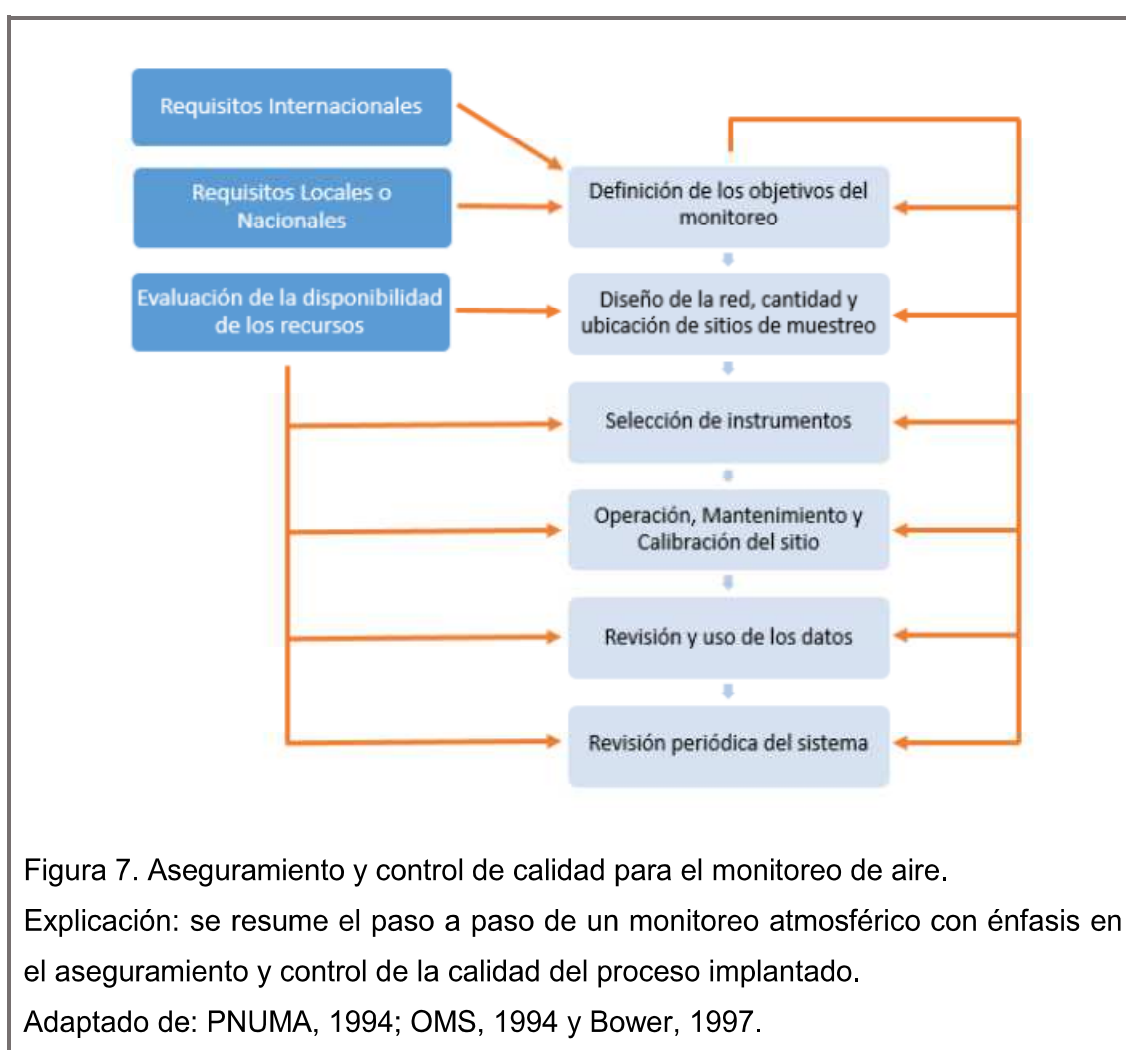 Requisitos Internacionales
Requisitos Locales o
Nacionales
Evaluación de la disponibilidad
de los recursos
Definición de los objetivos del
monitoreo
Diseño de la red, cantidad y
ubicación de sitios de muestreo
Selección de instrumentos
Operación, Mantenimiento y
Calibración del sitio
Revisión y uso de los datos
Revisión periódica del sistema
Figura 7. Aseguramiento y control de calidad para el monitoreo de aire.
Explicación: se resume el paso a paso de un monitoreo atmosférico con énfasis en
el aseguramiento y control de la calidad del proceso implantado.
Adaptado de: PNUMA, 1994; OMS, 1994 y Bower, 1997.